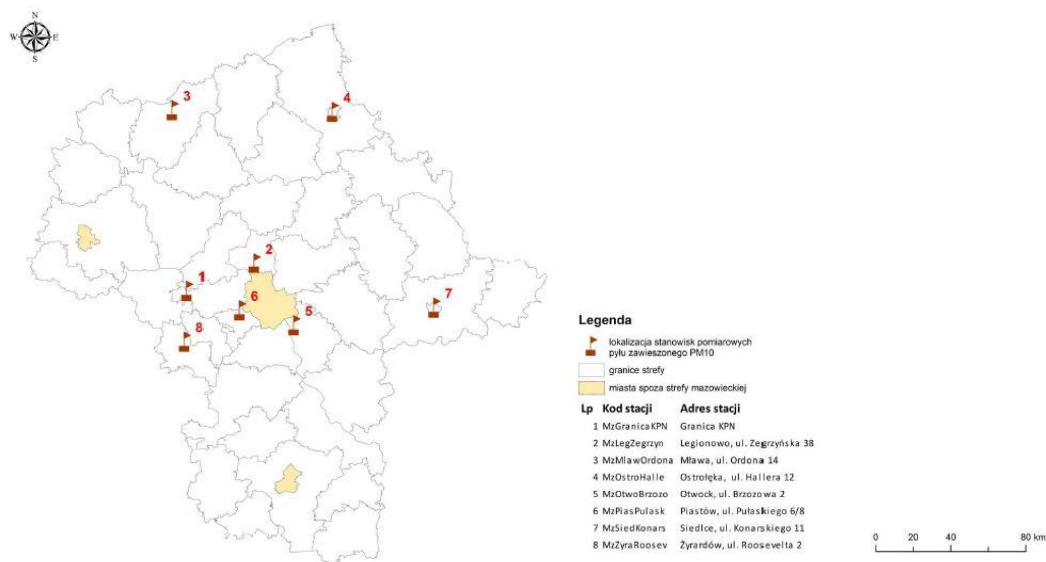 N
W E
S
3
4
2
1
6
7
5
8
Legenda
lokalizacja stanowisk pomiarowych
pyłu zawieszonego PM10
granice strefy
miasta spoza strefy mazowieckiej
Lp Kod stacji Adres stacji
1 MzGranicaKPN Granica KPN
2 MzLegZegrzyn Legionowo, ul. Zegrzyńska 38
3 MzMlawOrdona Mława, ul. Ordona 14
4 MzOstroHalle Ostrołęka, ul. Hallera 12
5 MzOtwoBrzozo Otwock, ul. Brzozowa 2
6 MzPiasPulask Piastów, ul. Pułaskiego 6/8
7 MzSiedKonars Siedlce, ul. Konarskiego 11
8 MzZyraRoosev Żyrardów, ul. Roosevelta 2
0 20 40 80 km